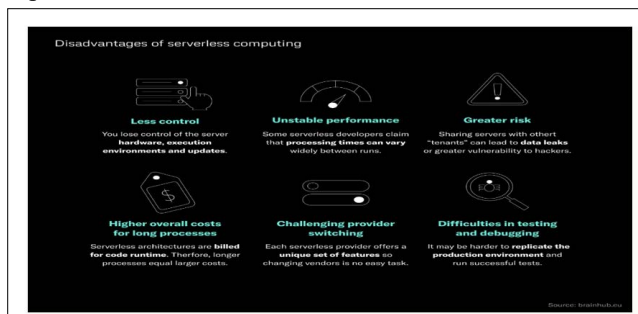 Disadvantages of serverless computing
Less control
You lose control of the server
hardware, execution
environments and updates.
Unstable performance
Some serverless developers claim
that processing times can vary
widely between runs.
Greater risk
Sharing servers with othert
"tenants" can lead to data leaks
or greater vulnerability to hackers.
Higher overall costs
for long processes
Serverless architectures are billed
for code runtime. Therfore, longer
processes equal larger costs.
Challenging provider
switching
Each serverless provider offers a
unique set of features so
changing vendors is no easy task.
Difficulties in testing
and debugging
It may be harder to replicate the
production environment and
run successful tests.
Source: brainhub.eu